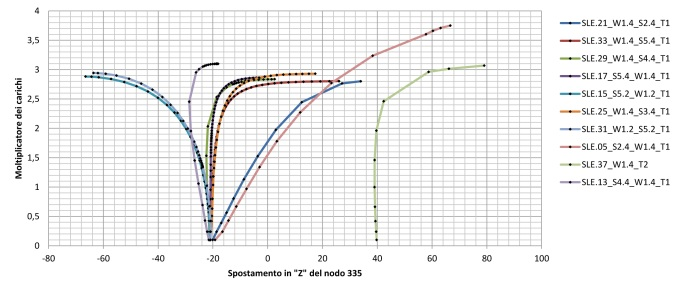 4
3,5
3
2,5
2
1,5
1
0,5
0
-80 -60 -40 -20 0 20 40 60 80 100
Moltiplicatore dei carichi
Spostamento in "Z" del nodo 335
SLE.21_W1.4_S2.4_T1
SLE.33_W1.4_S5.4_T1
SLE.29_W1.4_S4.4_T1
SLE.17_S5.4_W1.4_T1
SLE.15_S5.2_W1.2_T1
SLE.25_W1.4_S3.4_T1
SLE.31_W1.2_S5.2_T1
SLE.05_S2.4_W1.4_T1
SLE.37_W1.4_T2
SLE.13_S4.4_W1.4_T1